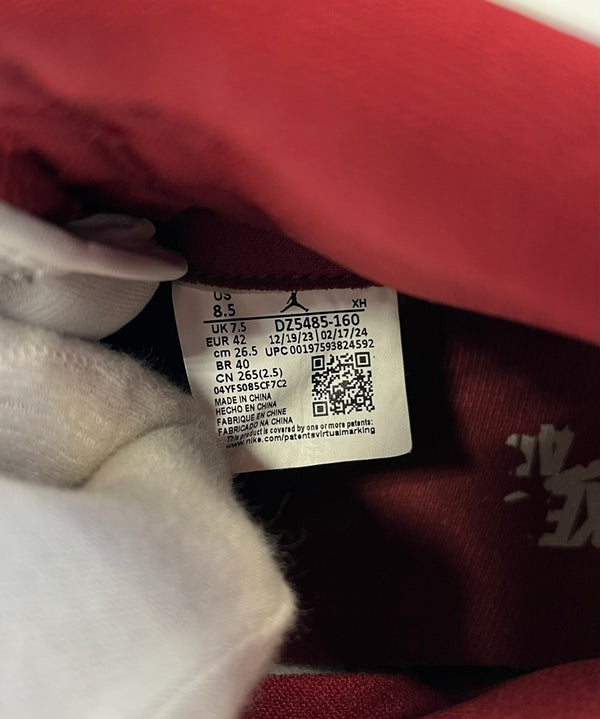 US
8.5
XH
UK 7.5 DZ5485-160
EUR 42 12/19/23 | 02/17/24
cm 26.5 UPC 00197593824592
BR 40
CN 265(2.5)
04YFS085CF7C2
MADE IN CHINA
HECHO EN CHINA
FABRIQUE EN CHINE
FABRICADO NA CHINA
This product is covered by one or more patents:
www.nike.com/patentsvirtualmarking